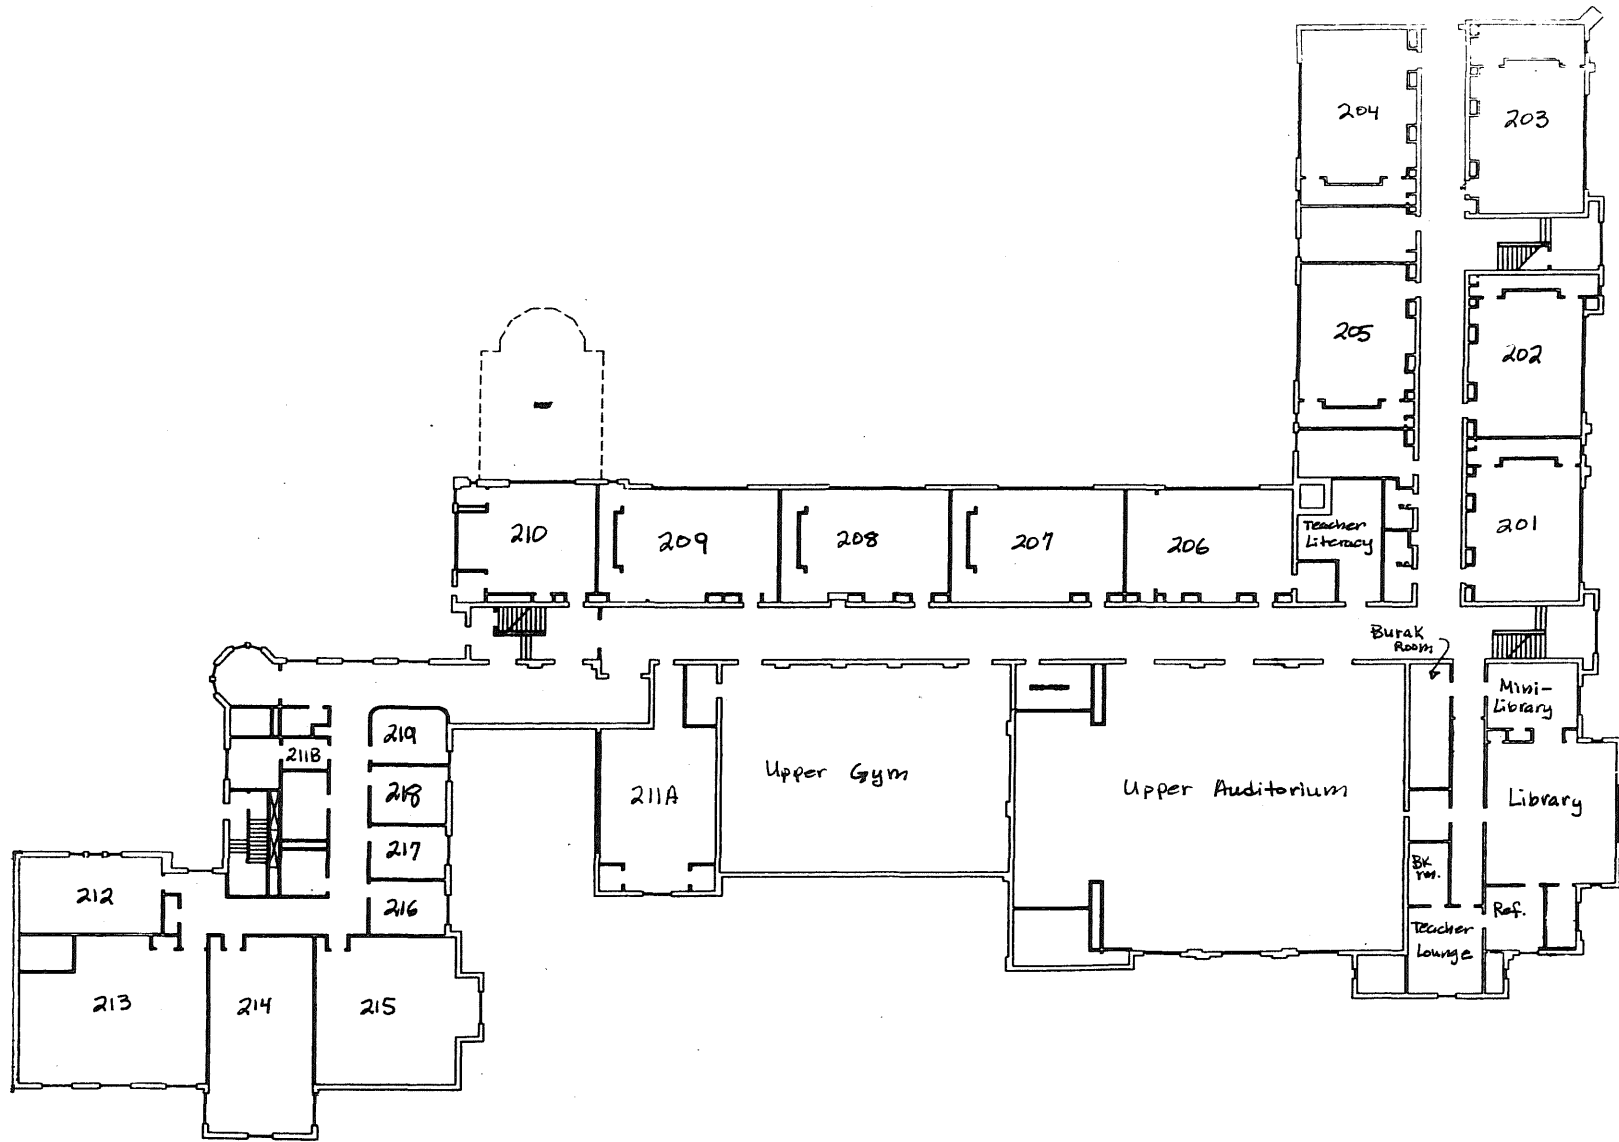 204
203
205
202
210
209
208
207
206
Teacher
Literacy
201
Burak
Room
Mini-
Library
219
211B
218
217
216
211A
Upper Gym
Upper Auditorium
Library
BK
rm.
Ref.
Teacher
Lounge
212
213
214
215